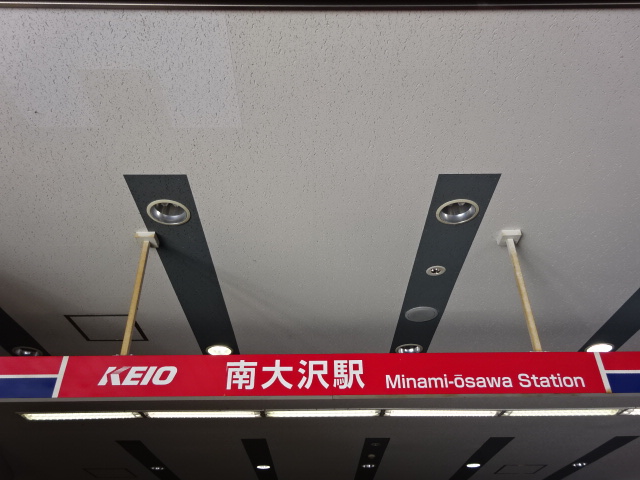 KEIO 南大沢駅 Minami-ōsawa Station